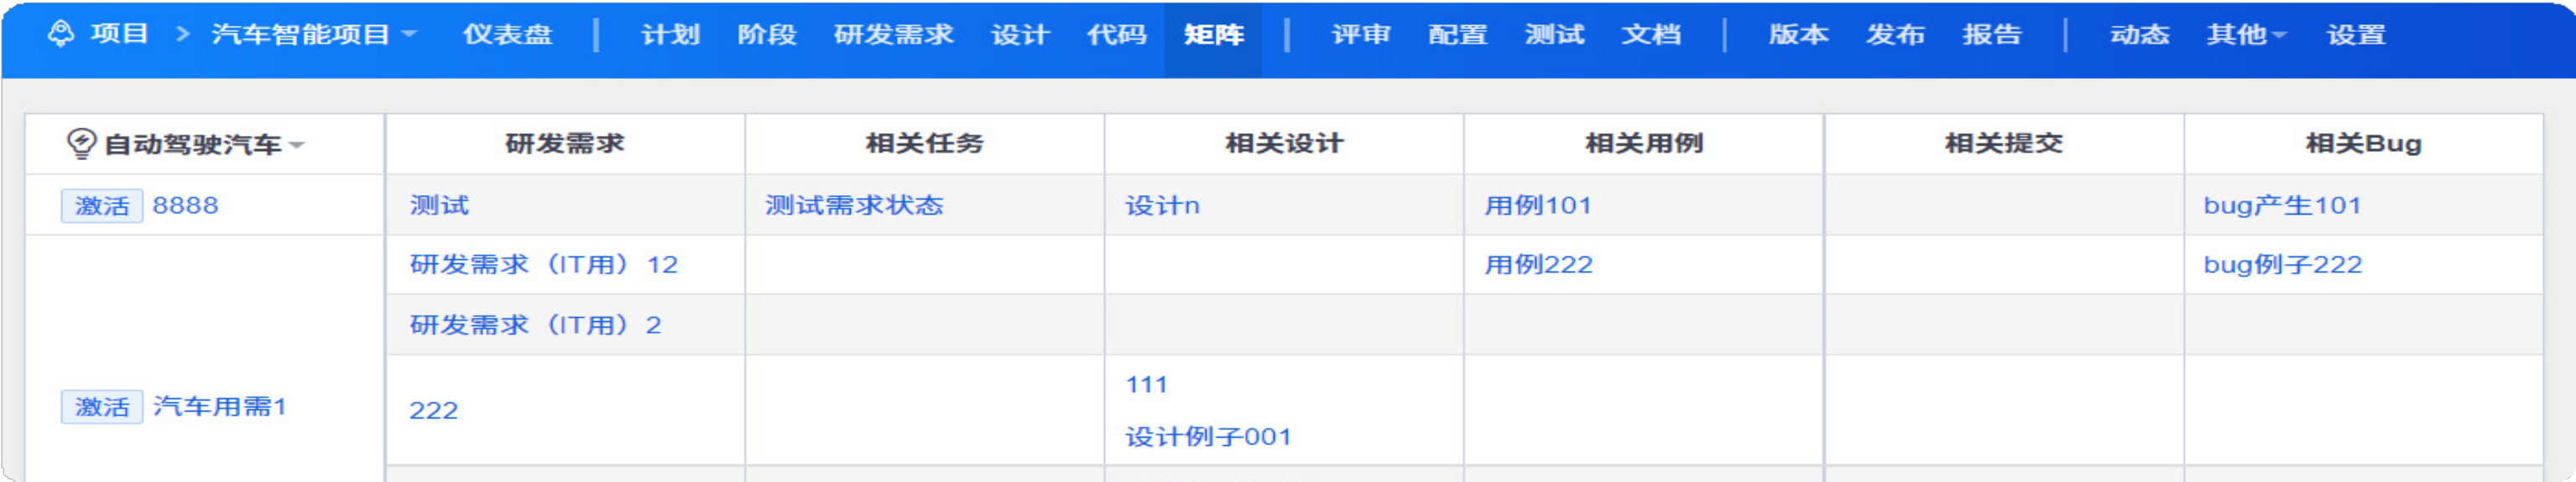 项目 > 汽车智能项目 仪表盘 | 计划 阶段 研发需求 设计 代码 矩阵 | 评审 配置 测试 文档 | 版本 发布 报告 | 动态 其他 设置
自动驾驶汽车 研发需求 相关任务 相关设计 相关用例 相关提交 相关Bug
激活 8888 测试 测试需求状态 设计n 用例101 bug产生101
研发需求（IT用）12 用例222 bug例子222
研发需求（IT用）2
激活 汽车用需1 222 111
设计例子001